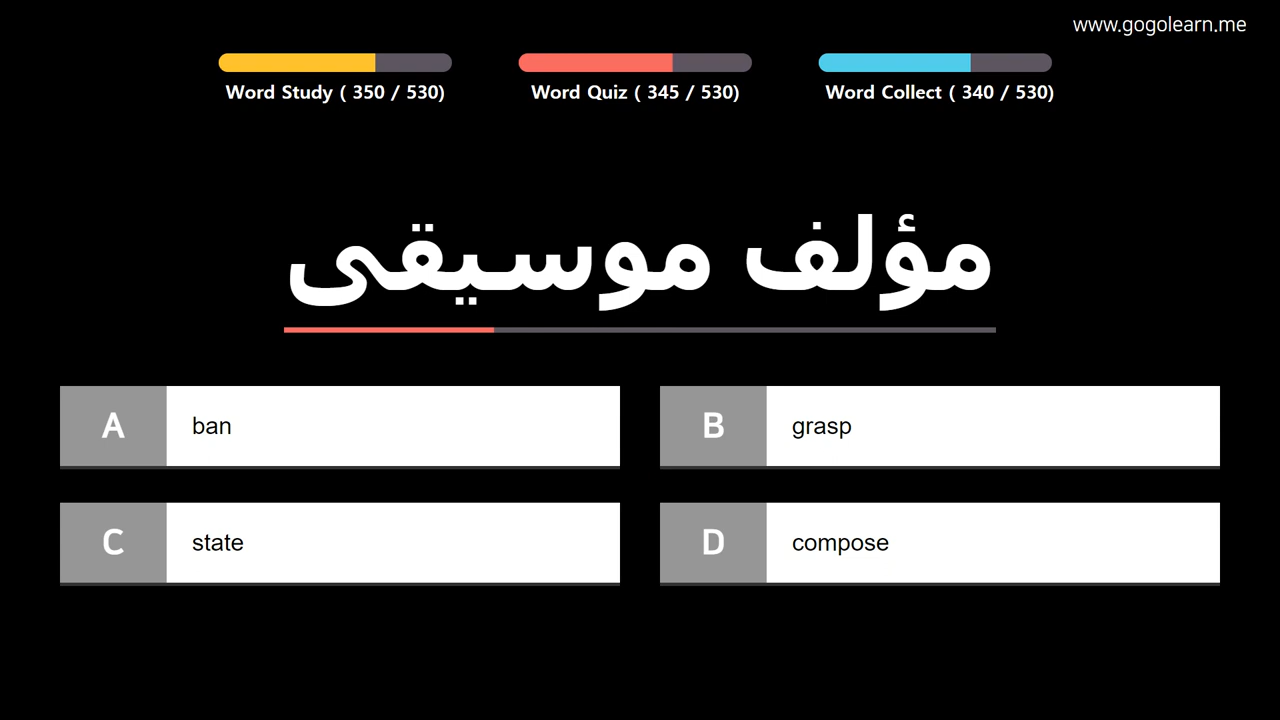 www.gogolearn.me
Word Study ( 350 / 530)
Word Quiz ( 345 / 530)
Word Collect ( 340 / 530)
مؤلف موسيقى
A ban
B grasp
C state
D compose